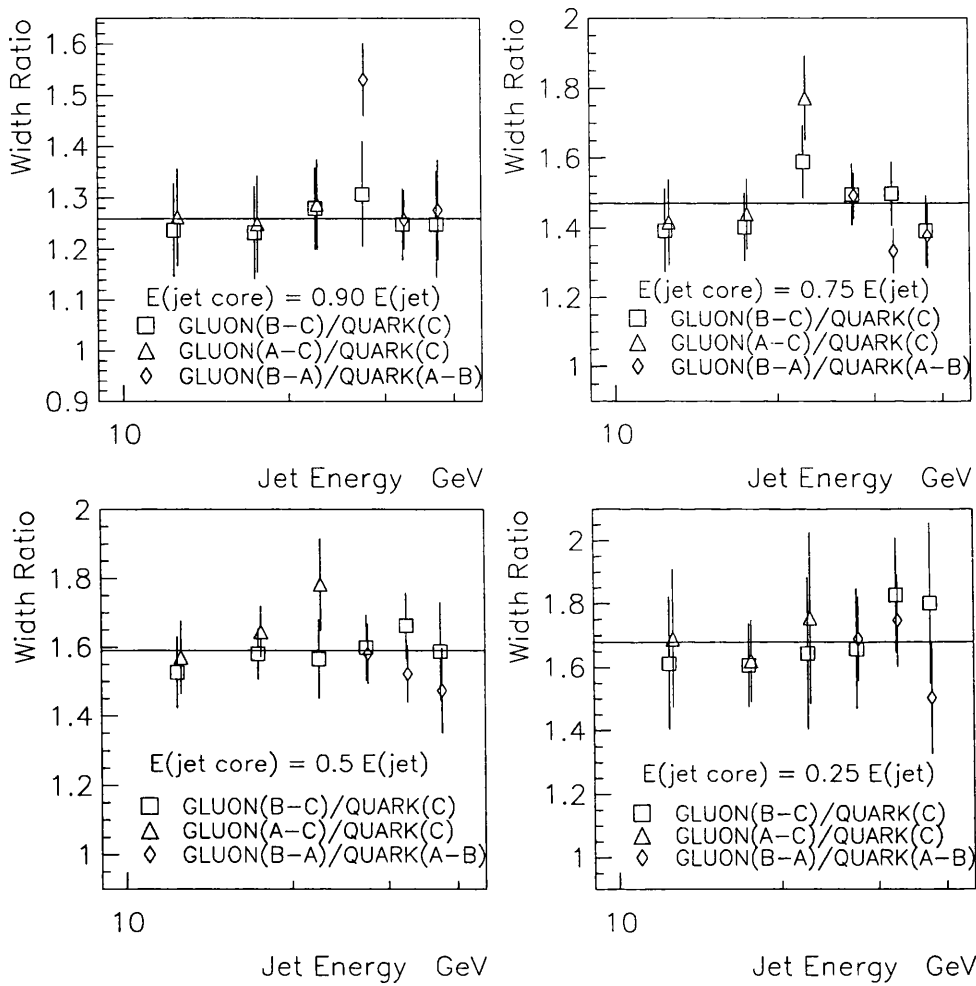 Width Ratio
1.6
1.5
1.4
1.3
1.2
1.1
1
0.9
E(jet core) = 0.90 E(jet)
GLUON(B−C)/QUARK(C)
GLUON(A−C)/QUARK(C)
GLUON(B−A)/QUARK(A−B)
10
Jet Energy GeV
Width Ratio
2
1.8
1.6
1.4
1.2
1
E(jet core) = 0.75 E(jet)
GLUON(B−C)/QUARK(C)
GLUON(A−C)/QUARK(C)
GLUON(B−A)/QUARK(A−B)
10
Jet Energy GeV
Width Ratio
2
1.8
1.6
1.4
1.2
1
E(jet core) = 0.5 E(jet)
GLUON(B−C)/QUARK(C)
GLUON(A−C)/QUARK(C)
GLUON(B−A)/QUARK(A−B)
10
Jet Energy GeV
Width Ratio
2
1.8
1.6
1.4
1.2
1
E(jet core) = 0.25 E(jet)
GLUON(B−C)/QUARK(C)
GLUON(A−C)/QUARK(C)
GLUON(B−A)/QUARK(A−B)
10
Jet Energy GeV